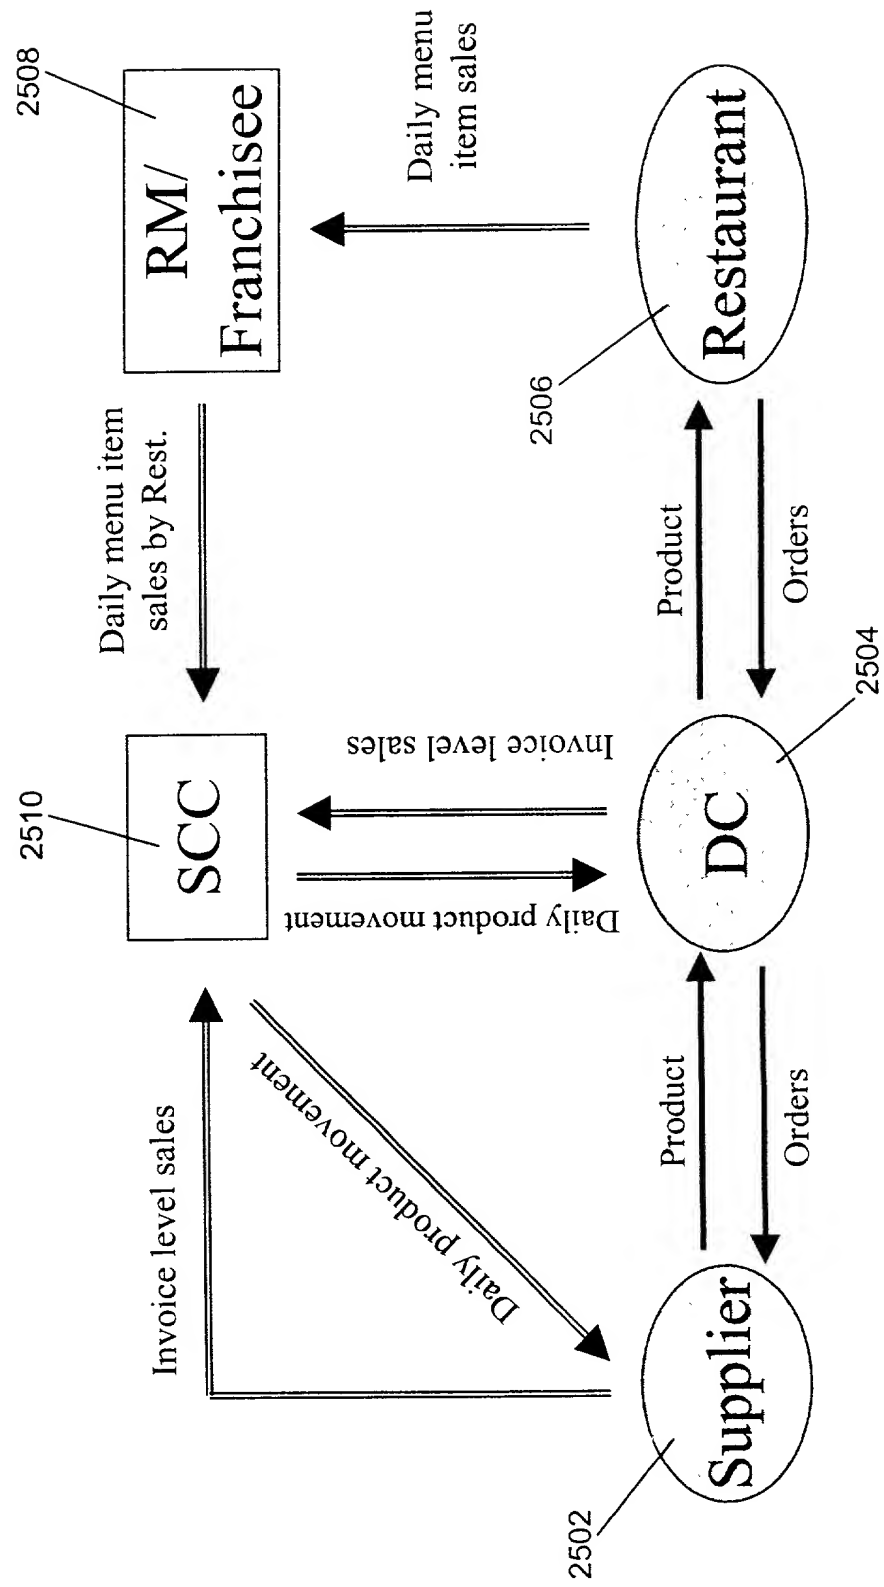 2510
2508
SCC
RM/
Franchisee
Invoice level sales
Daily menu item
sales by Rest.
Daily product movement
Daily product movement
Invoice level sales
Daily menu
item sales
2502
Supplier
Product
Orders
DC
2504
Product
Orders
2506
Restaurant